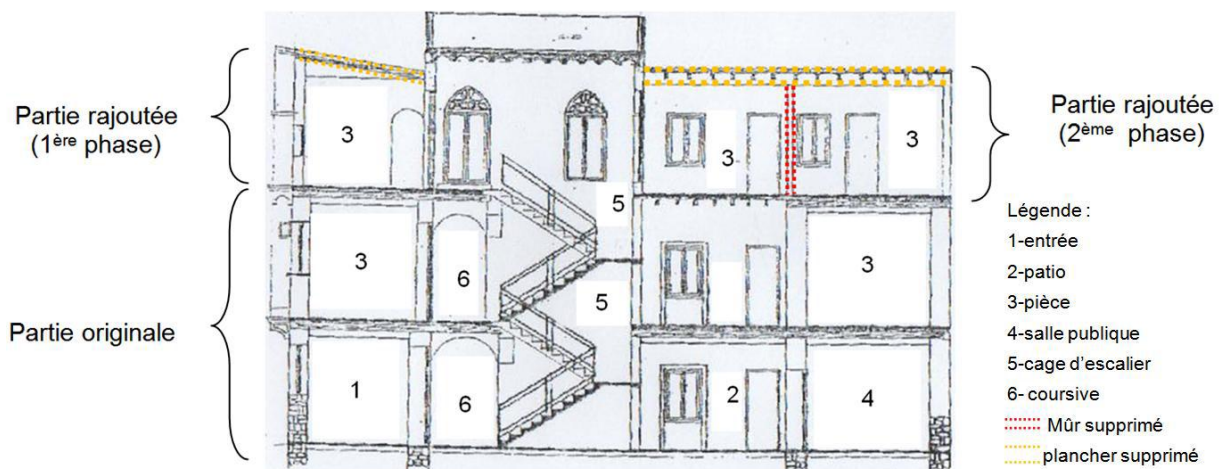 Partie rajoutée
(1ère phase)
Partie originale
3
3
3
5
3
6
5
3
1
6
2
4
Partie rajoutée
(2ème phase)
Légende :
1-entrée
2-patio
3-pièce
4-salle publique
5-cage d’escalier
6- coursive
Mûr supprimé
plancher supprimé